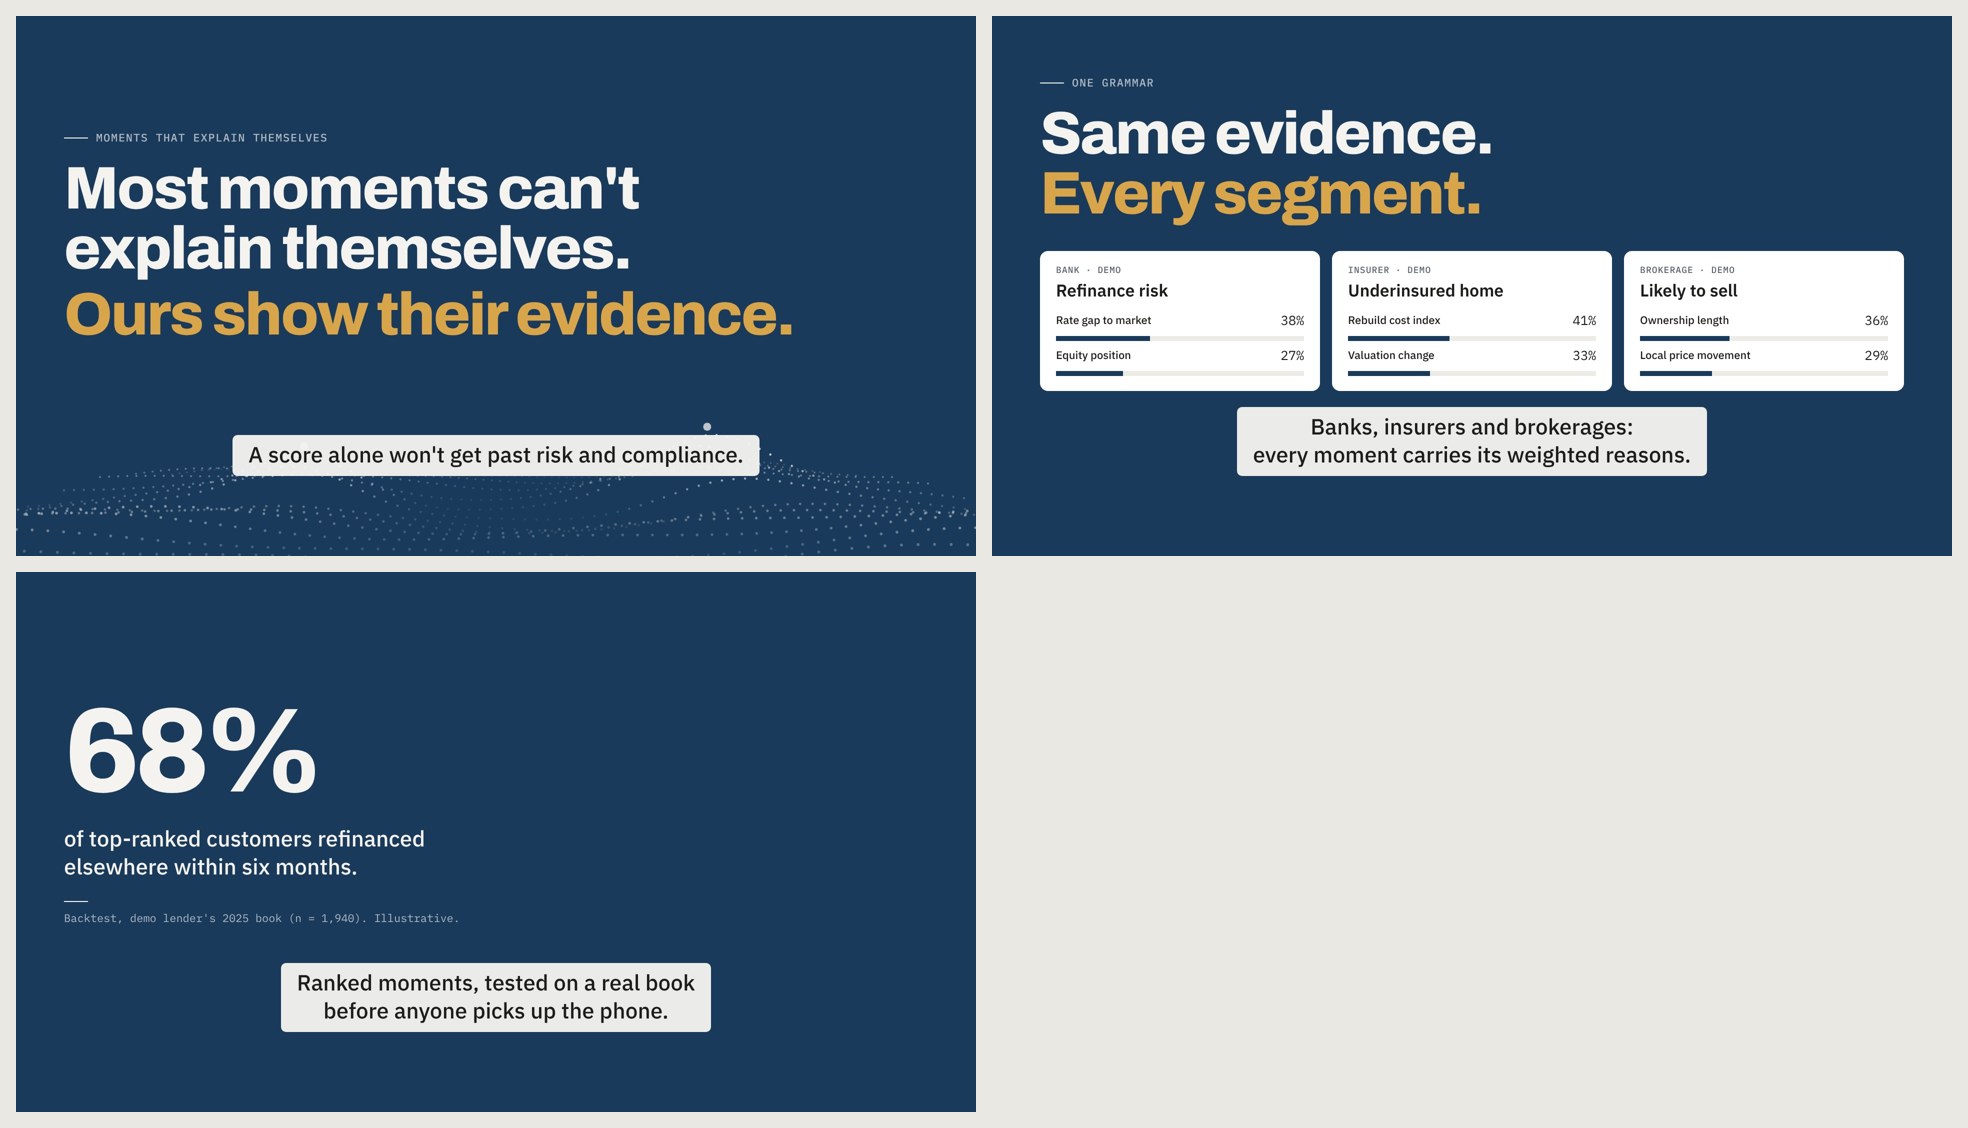 MOMENTS THAT EXPLAIN THEMSELVES
Most moments can't
explain themselves.
Ours show their evidence.
A score alone won't get past risk and compliance.
ONE GRAMMAR
Same evidence.
Every segment.
BANK · DEMO
Refinance risk
Rate gap to market 38%
Equity position 27%
INSURER · DEMO
Underinsured home
Rebuild cost index 41%
Valuation change 33%
BROKERAGE · DEMO
Likely to sell
Ownership length 36%
Local price movement 29%
Banks, insurers and brokerages:
every moment carries its weighted reasons.
68%
of top-ranked customers refinanced
elsewhere within six months.
Backtest, demo lender's 2025 book (n = 1,940). Illustrative.
Ranked moments, tested on a real book
before anyone picks up the phone.